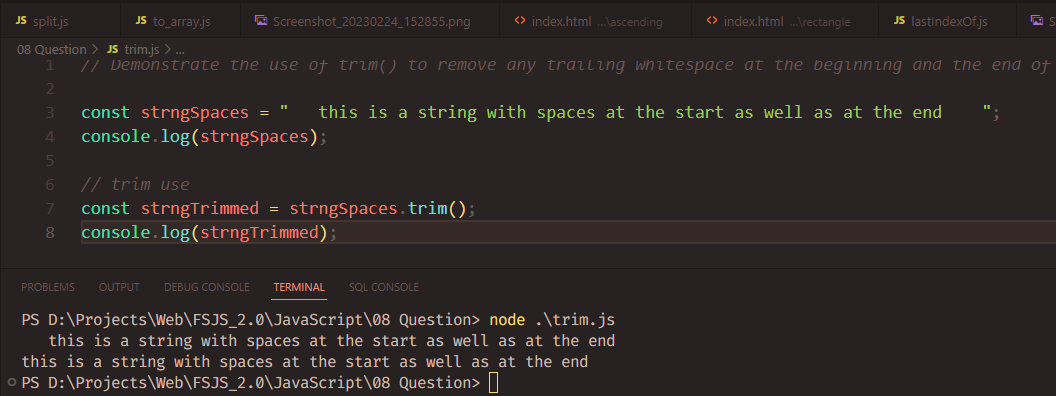 JS split.js JS to_array.js Screenshot_20230224_152855.png <> index.html ...\ascending <> index.html ...\rectangle JS lastIndexOf.js S
08 Question > JS trim.js > ...
1 // Demonstrate the use of trim() to remove any trailing whitespace at the beginning and the end of
2
3 const strngSpaces = "   this is a string with spaces at the start as well as at the end    ";
4 console.log(strngSpaces);
5
6 // trim use
7 const strngTrimmed = strngSpaces.trim();
8 console.log(strngTrimmed);
PROBLEMS OUTPUT DEBUG CONSOLE TERMINAL SQL CONSOLE
PS D:\Projects\Web\FSJS_2.0\JavaScript\08 Question> node .\trim.js
   this is a string with spaces at the start as well as at the end
this is a string with spaces at the start as well as at the end
PS D:\Projects\Web\FSJS_2.0\JavaScript\08 Question>